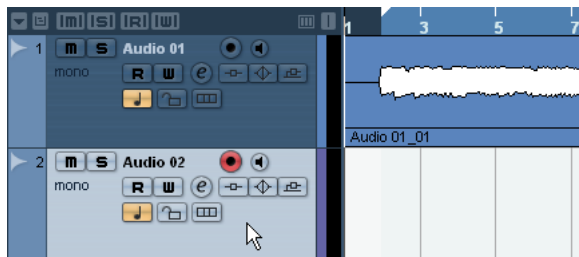 M S R W 1 3 5 7
1 m S Audio 01
mono R W e
Audio 01_01
2 m S Audio 02
mono R W e